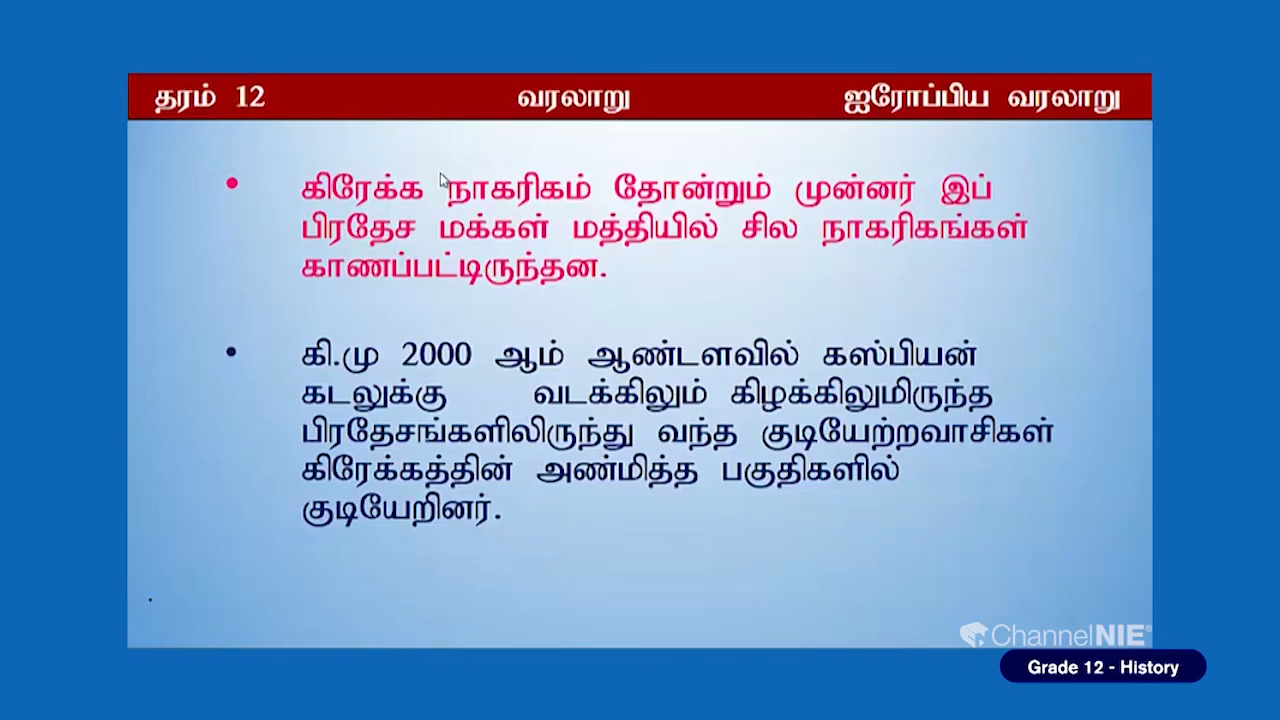 தரம் 12 வரலாறு ஐரோப்பிய வரலாறு
• கிரேக்க நாகரிகம் தோன்றும் முன்னர் இப்
பிரதேச மக்கள் மத்தியில் சில நாகரிகங்கள்
காணப்பட்டிருந்தன.
• கி.மு 2000 ஆம் ஆண்டளவில் கஸ்பியன்
கடலுக்கு வடக்கிலும் கிழக்கிலுமிருந்த
பிரதேசங்களிலிருந்து வந்த குடியேற்றவாசிகள்
கிரேக்கத்தின் அண்மித்த பகுதிகளில்
குடியேறினர்.
ChannelNIE
Grade 12 - History